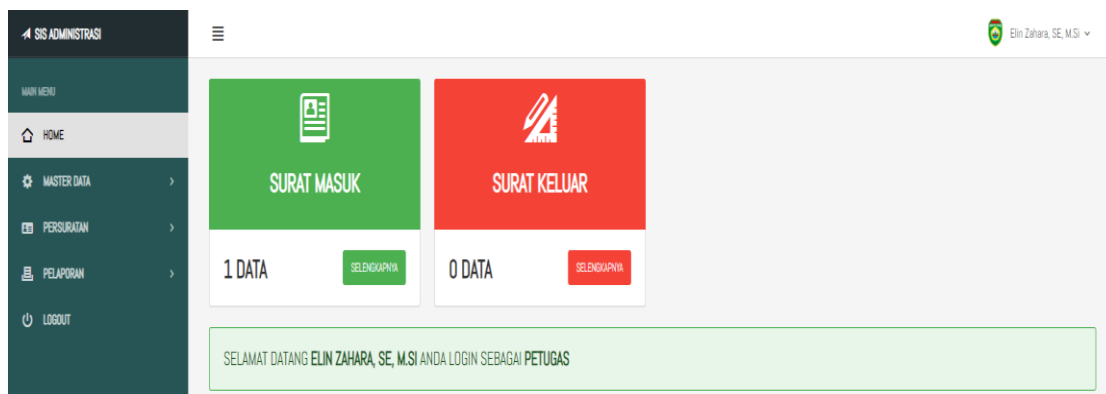 SIS ADMINISTRASI
Elin Zahara, SE, M.Si
MAIN MENU
HOME
MASTER DATA
PERSURATAN
PELAPORAN
LOGOUT
SURAT MASUK
1 DATA
SELENGKAPNYA
SURAT KELUAR
0 DATA
SELENGKAPNYA
SELAMAT DATANG ELIN ZAHARA, SE, M.SI ANDA LOGIN SEBAGAI PETUGAS